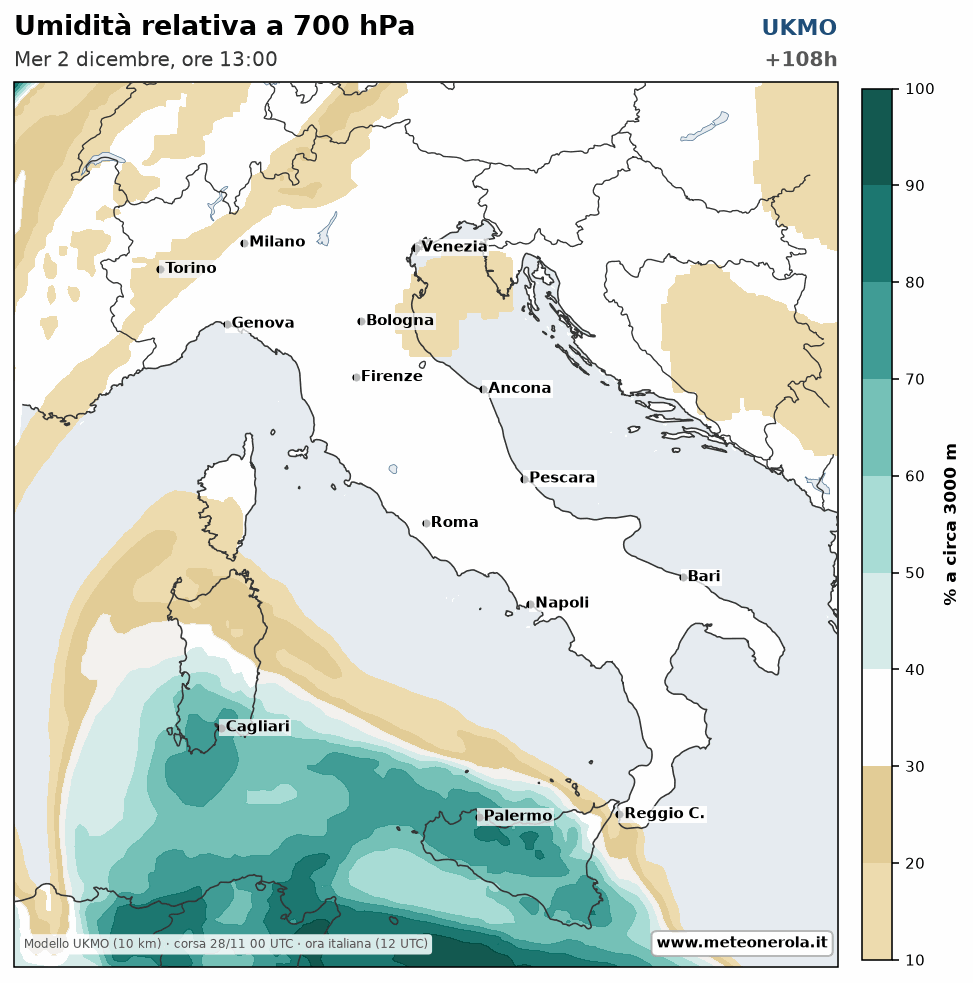 Umidità relativa a 700 hPa
UKMO
Mer 2 dicembre, ore 13:00
+108h
100
90
80
70
60
50
40
30
20
10
% a circa 3000 m
Milano
Venezia
Torino
Genova
Bologna
Firenze
Ancona
Pescara
Roma
Bari
Napoli
Cagliari
Palermo
Reggio C.
Modello UKMO (10 km) · corsa 28/11 00 UTC · ora italiana (12 UTC)
www.meteonerola.it